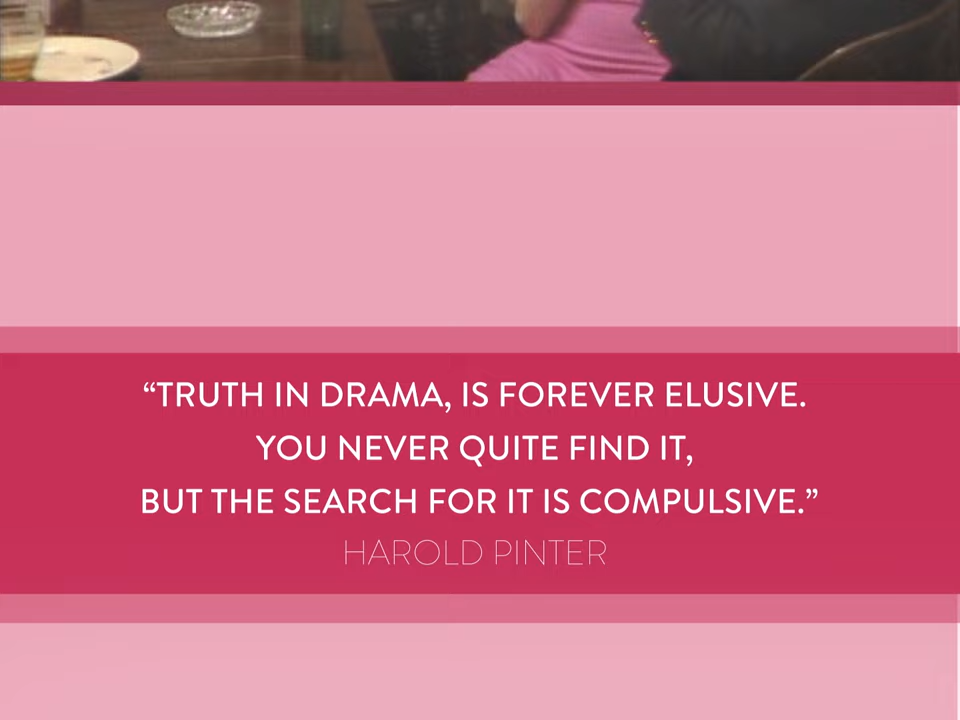 “TRUTH IN DRAMA, IS FOREVER ELUSIVE.
YOU NEVER QUITE FIND IT,
BUT THE SEARCH FOR IT IS COMPULSIVE.”
HAROLD PINTER